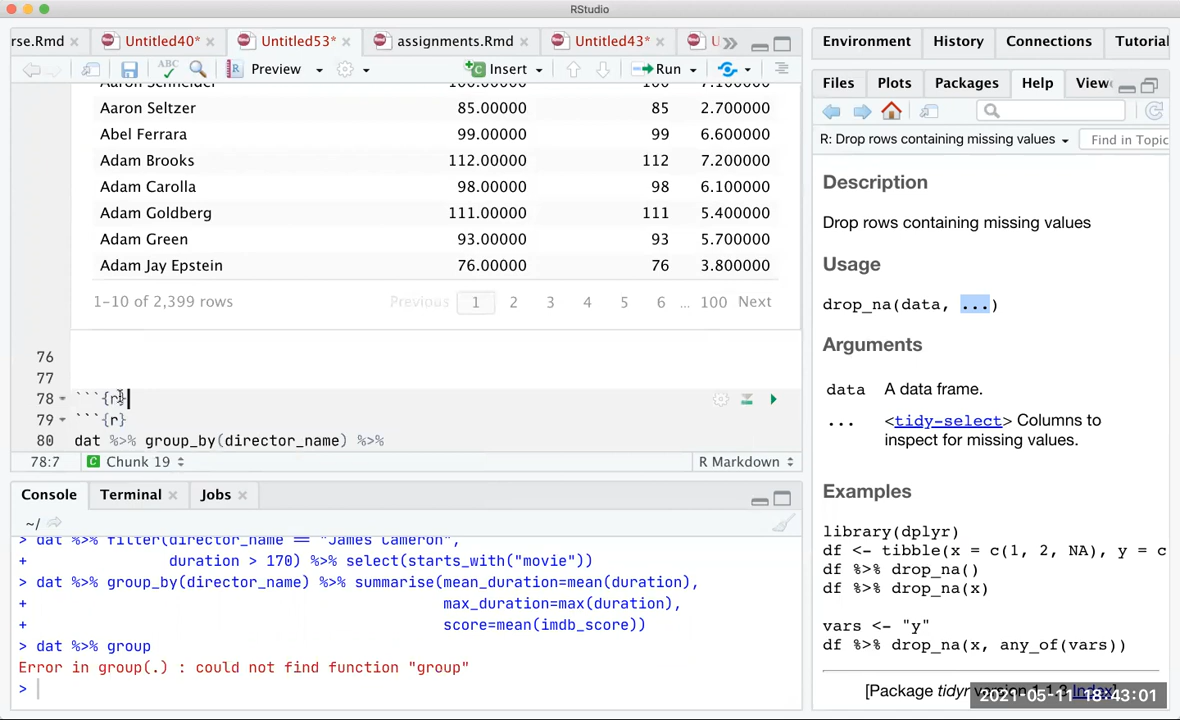 RStudio
rse.Rmd Untitled40* Untitled53* assignments.Rmd Untitled43* U
ABC Preview Insert Run
85.00000 85 2.700000
Aaron Seltzer
Abel Ferrara 99.00000 99 6.600000
Adam Brooks 112.00000 112 7.200000
Adam Carolla 98.00000 98 6.100000
Adam Goldberg 111.00000 111 5.400000
Adam Green 93.00000 93 5.700000
Adam Jay Epstein 76.00000 76 3.800000
1-10 of 2,399 rows Previous 1 2 3 4 5 6 ... 100 Next
76
77
78 ```{r}
79 ```{r}
80 dat %>% group_by(director_name) %>%
78:7 Chunk 19 R Markdown
Console Terminal Jobs
~/
> dat %>% filter(director_name == "James Cameron",
+ duration > 170) %>% select(starts_with("movie"))
> dat %>% group_by(director_name) %>% summarise(mean_duration=mean(duration),
+ max_duration=max(duration),
+ score=mean(imdb_score))
> dat %>% group
Error in group(.) : could not find function "group"
>
Environment History Connections Tutorial
Files Plots Packages Help View
R: Drop rows containing missing values Find in Topic
Description
Drop rows containing missing values
Usage
drop_na(data, ...)
Arguments
data A data frame.
... <tidy-select> Columns to
inspect for missing values.
Examples
library(dplyr)
df <- tibble(x = c(1, 2, NA), y = c
df %>% drop_na()
df %>% drop_na(x)
vars <- "y"
df %>% drop_na(x, any_of(vars))
[Package tidyr version 1.1.3 Index]
2021-05-11 18:43:01